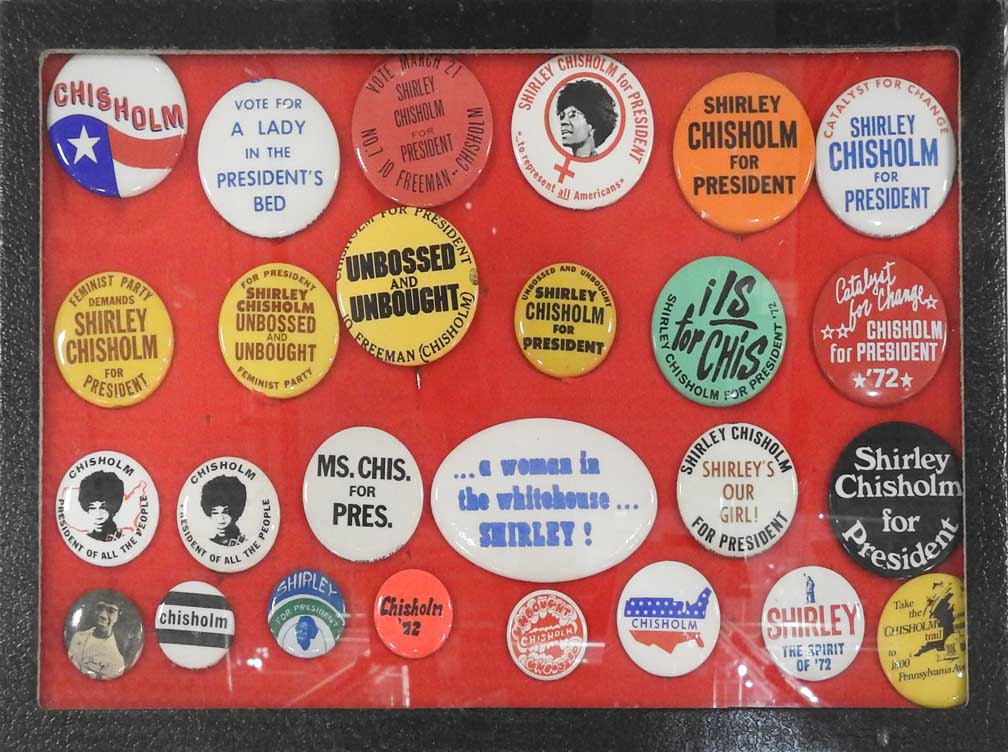 CHISHOLM
VOTE FOR
A LADY
IN THE
PRESIDENT'S
BED
VOTE MARCH 21
SHIRLEY
CHISHOLM
FOR
PRESIDENT
10 FREEMAN--CHISHOLM
SHIRLEY CHISHOLM for PRESIDENT
"...to represent all Americans"
SHIRLEY
CHISHOLM
FOR
PRESIDENT
CATALYST FOR CHANGE
SHIRLEY
CHISHOLM
FOR
PRESIDENT
FEMINIST PARTY
DEMANDS
SHIRLEY
CHISHOLM
FOR
PRESIDENT
FOR PRESIDENT
SHIRLEY
CHISHOLM
UNBOSSED
AND
UNBOUGHT
FEMINIST PARTY
CHISHOLM FOR PRESIDENT
UNBOSSED
AND
UNBOUGHT
10 FREEMAN (CHISHOLM)
UNBOSSED AND UNBOUGHT
SHIRLEY
CHISHOLM
FOR
PRESIDENT
iIS
for CHIS
SHIRLEY CHISHOLM FOR PRESIDENT '72
Catalyst
for Change
CHISHOLM
for PRESIDENT
'72
CHISHOLM
PRESIDENT OF ALL THE PEOPLE
CHISHOLM
PRESIDENT OF ALL THE PEOPLE
MS. CHIS.
FOR
PRES.
...a woman in
the whitehouse ...
SHIRLEY !
SHIRLEY CHISHOLM
SHIRLEY'S
OUR
GIRL!
FOR PRESIDENT
Shirley
Chisholm
for
President
chisholm
SHIRLEY
FOR PRESIDENT
Chisholm
'72
UNBOUGHT
CHISHOLM
UNBOSSED
CHISHOLM
SHIRLEY
THE SPIRIT
OF '72
Take
the
CHISHOLM
trail
to
1600
Pennsylvania Ave